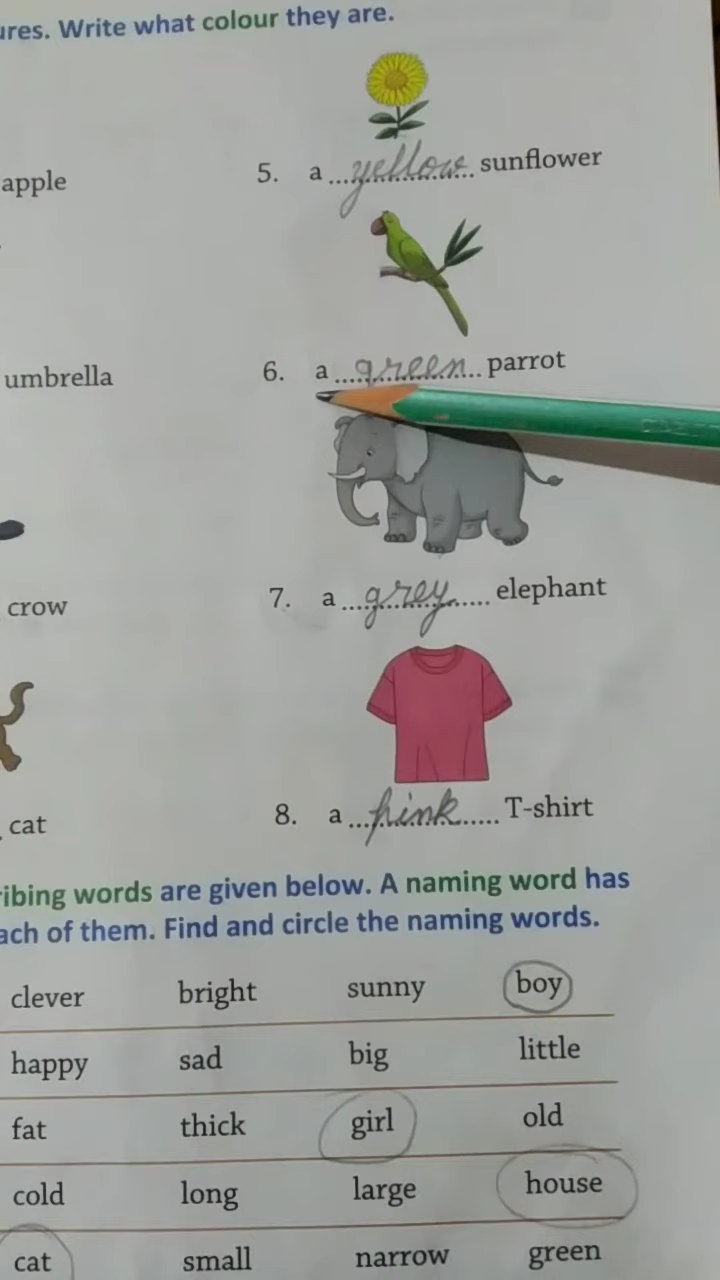 ures. Write what colour they are.
apple
5. a yellow sunflower
umbrella
6. a green parrot
crow
7. a grey elephant
cat
8. a pink T-shirt
ibing words are given below. A naming word has
ach of them. Find and circle the naming words.
clever bright sunny boy
happy sad big little
fat thick girl old
cold long large house
cat small narrow green